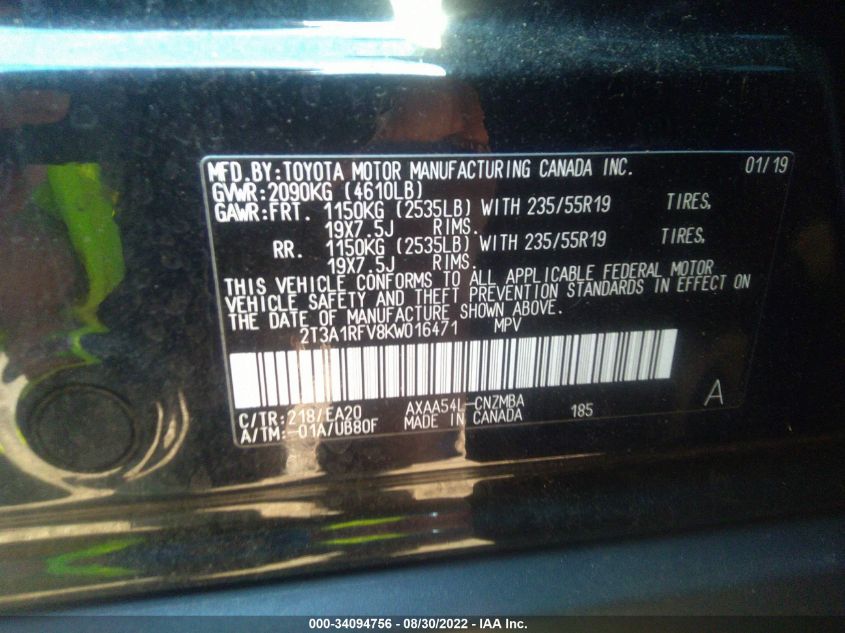 MFD.BY:TOYOTA MOTOR MANUFACTURING CANADA INC. 01/19
GVWR:2090KG (4610LB)
GAWR:FRT. 1150KG (2535LB) WITH 235/55R19 TIRES,
19X7.5J RIMS.
RR. 1150KG (2535LB) WITH 235/55R19 TIRES,
19X7.5J RIMS.
THIS VEHICLE CONFORMS TO ALL APPLICABLE FEDERAL MOTOR
VEHICLE SAFETY AND THEFT PREVENTION STANDARDS IN EFFECT ON
THE DATE OF MANUFACTURE SHOWN ABOVE.
2T3A1RFV8KW016471 MPV
C/TR:218/EA20 AXAA54L-CNZMBA 185 A
A/TM:-01A/UB80F MADE IN CANADA
000-34094756 - 08/30/2022 - IAA Inc.